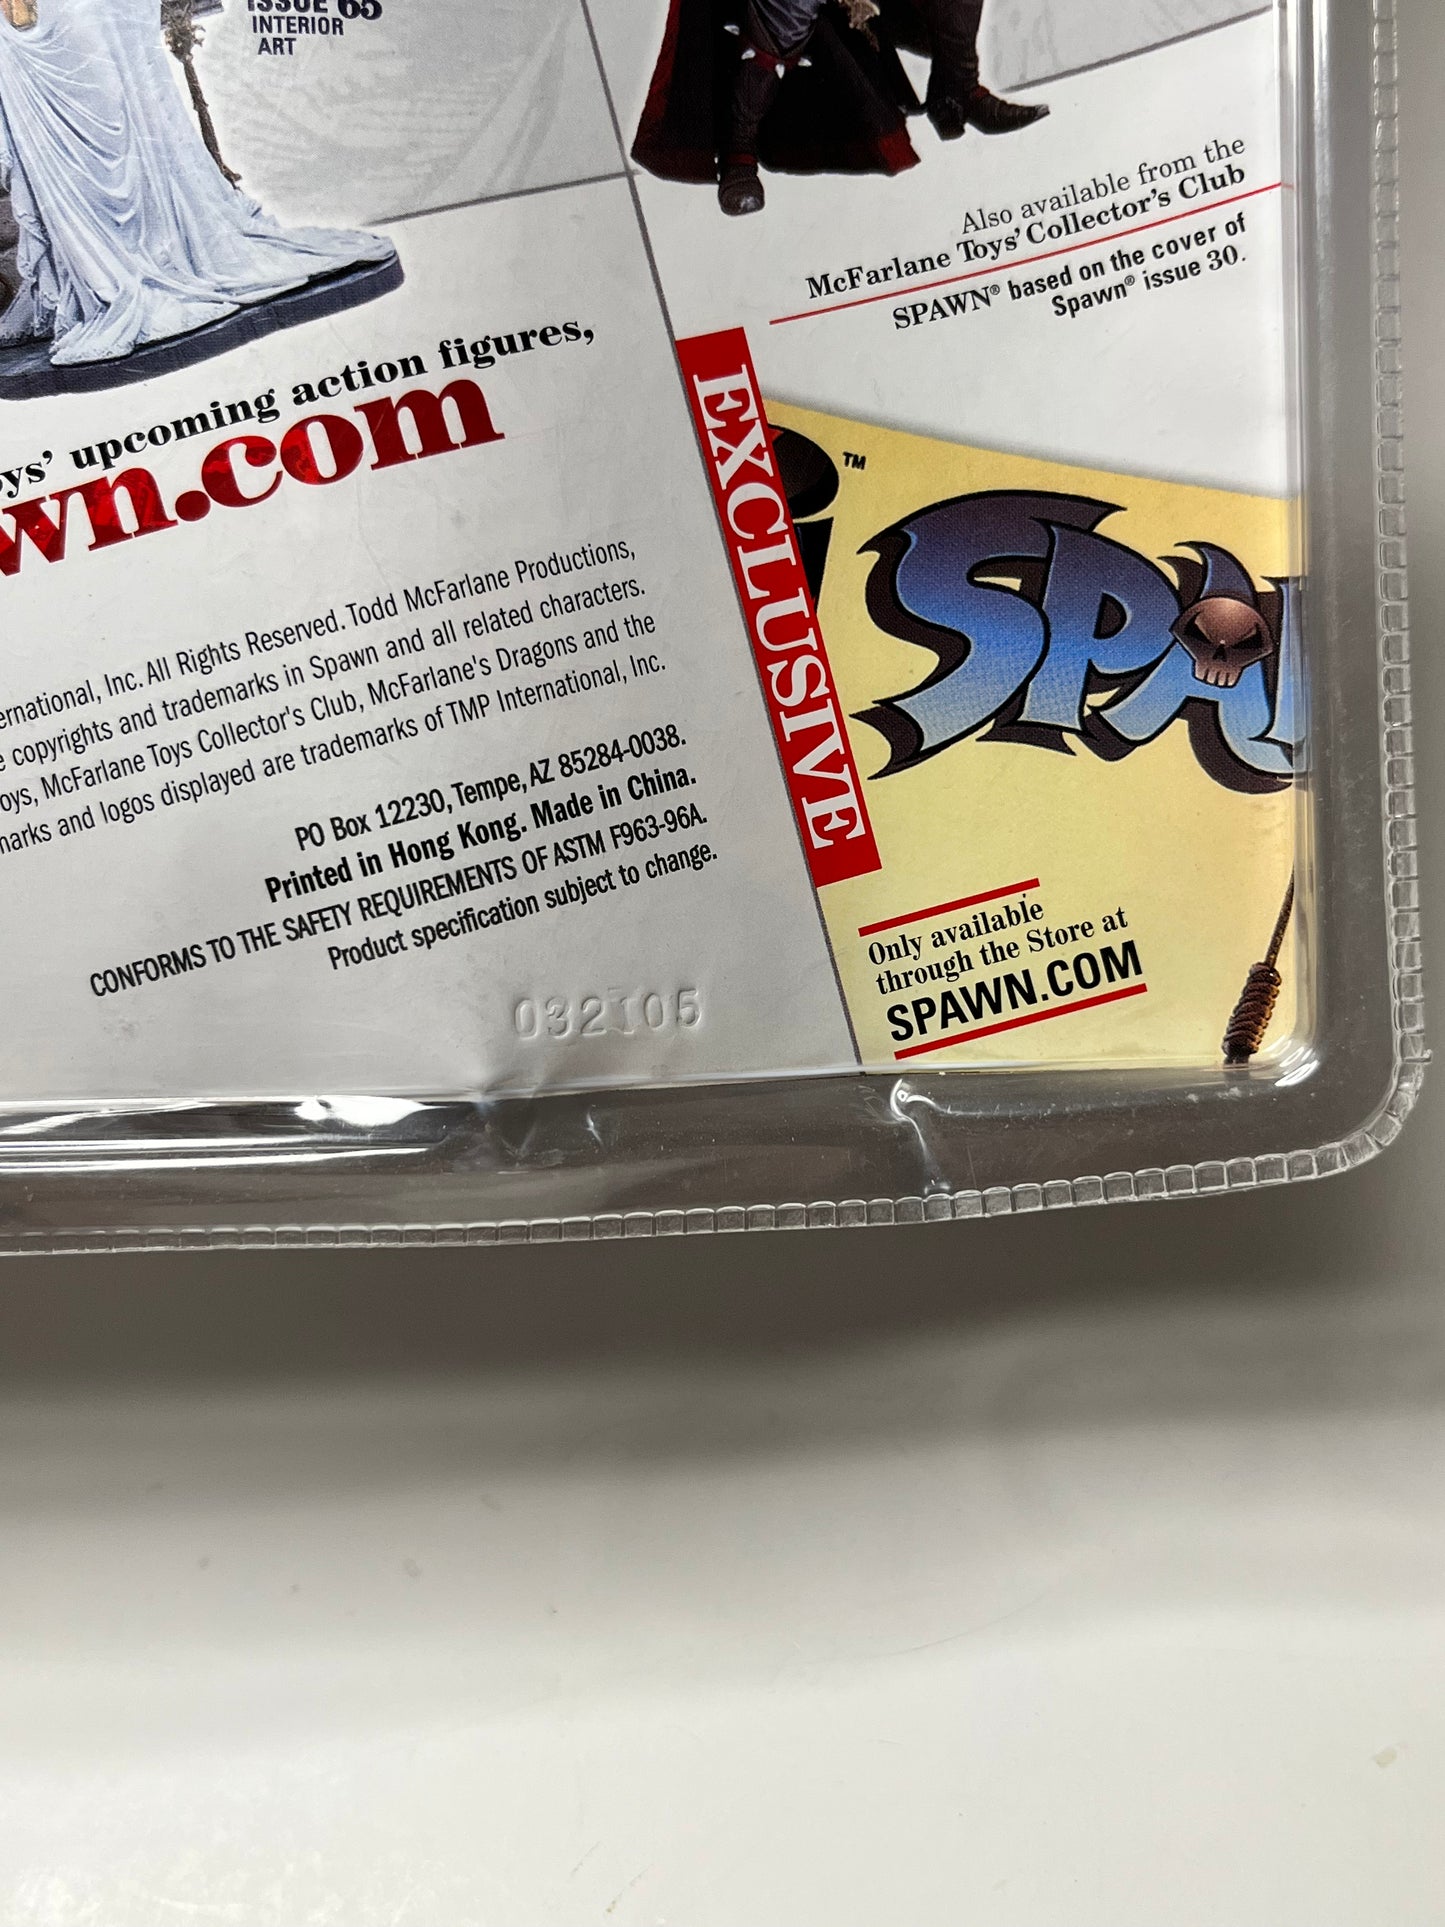 ISSUE 65
INTERIOR
ART
Also available from the
McFarlane Toys' Collector's Club
SPAWN® based on the cover of
Spawn® issue 30.
upcoming action figures,
wn.com
EXCLUSIVE
TM
International, Inc. All Rights Reserved. Todd McFarlane Productions,
copyrights and trademarks in Spawn and all related characters.
McFarlane Toys Collector's Club, McFarlane's Dragons and the
marks and logos displayed are trademarks of TMP International, Inc.
PO Box 12230, Tempe, AZ 85284-0038.
Printed in Hong Kong. Made in China.
CONFORMS TO THE SAFETY REQUIREMENTS OF ASTM F963-96A.
Product specification subject to change.
032T05
SPA
Only available
through the Store at
SPAWN.COM